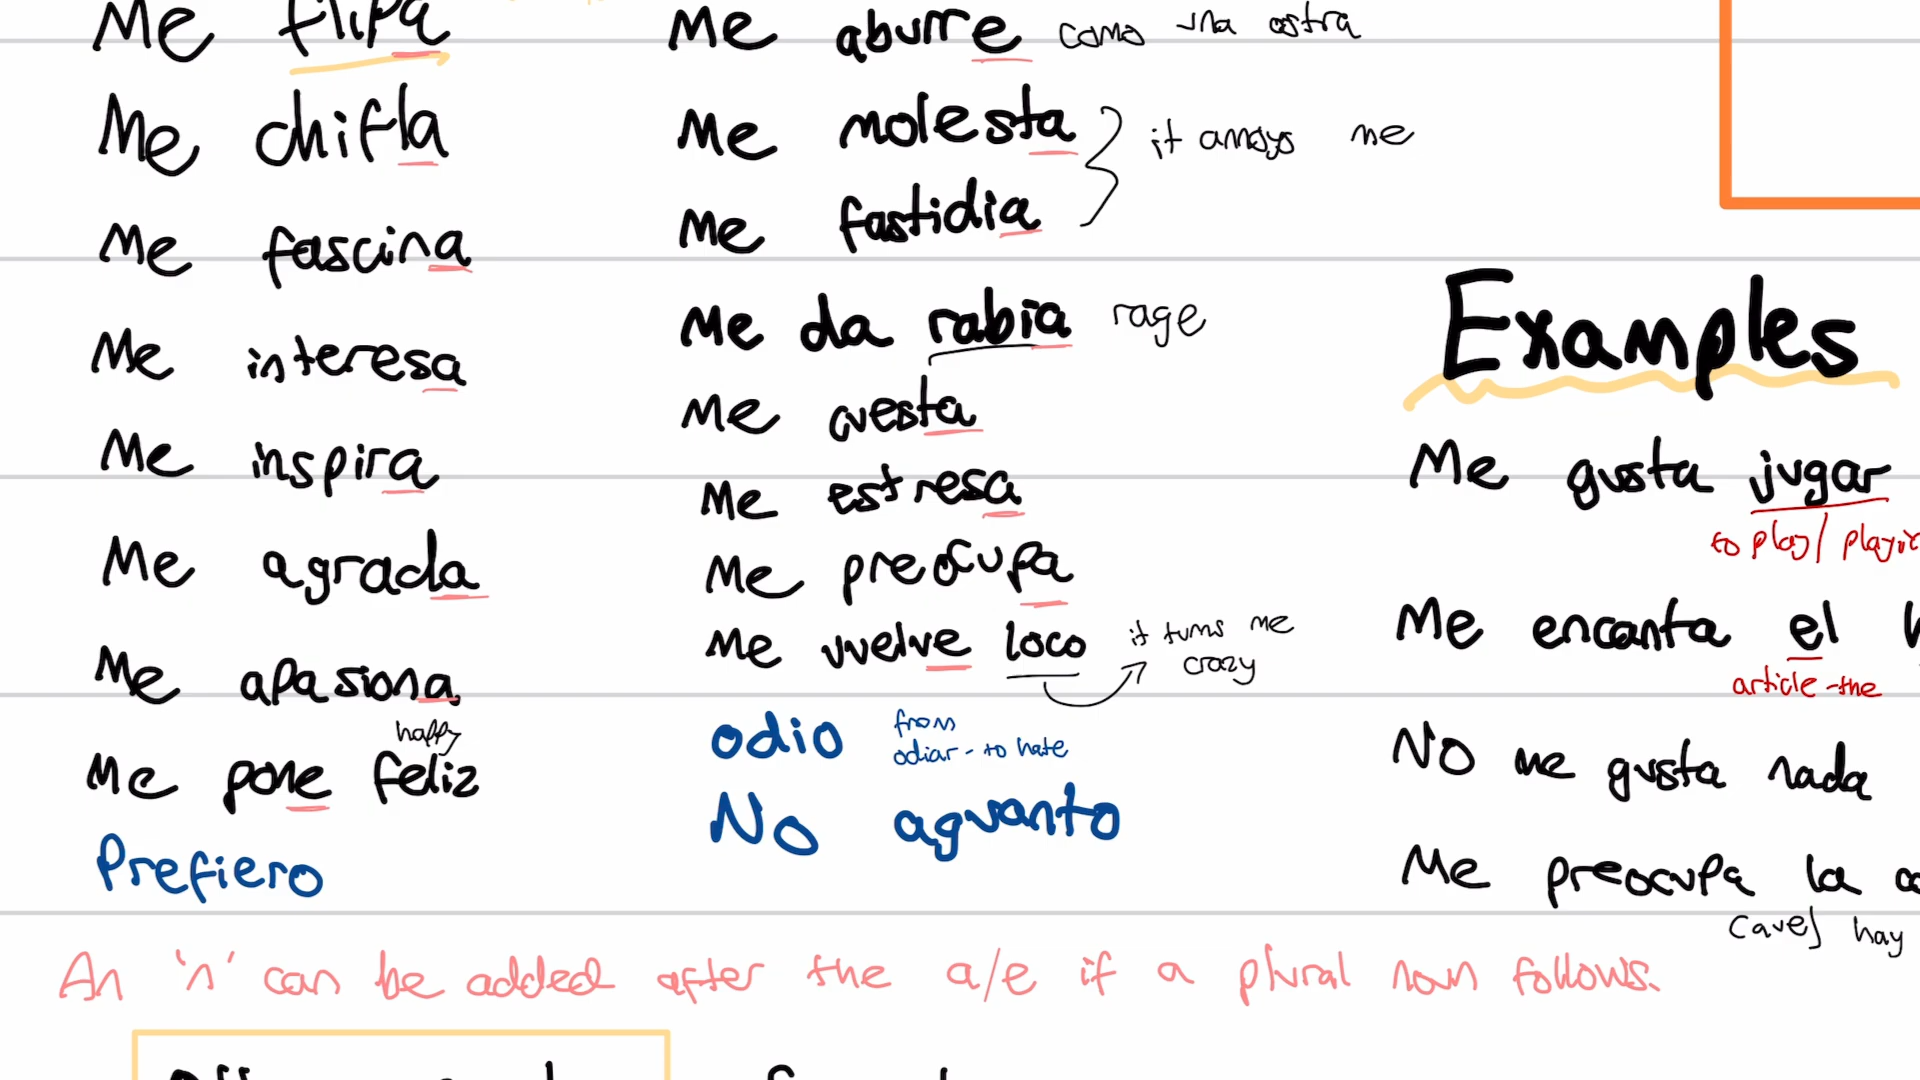 Me flipa
Me chifla
Me fascina
Me interesa
Me inspira
Me agrada
Me apasiona
happy
Me pone feliz
Prefiero
Me aburre como una ostra
Me molesta
Me fastidia
it annoys me
Me da rabia rage
Me cuesta
Me estresa
Me preocupa
Me vuelve loco it turns me
crazy
odio from
odiar - to hate
No aguanto
Examples
Me gusta jugar
to play/
Me encanta el
article - the
No me gusta nada
Me preocupa la
hay
An 'n' can be added after the a/e if a plural noun follows.